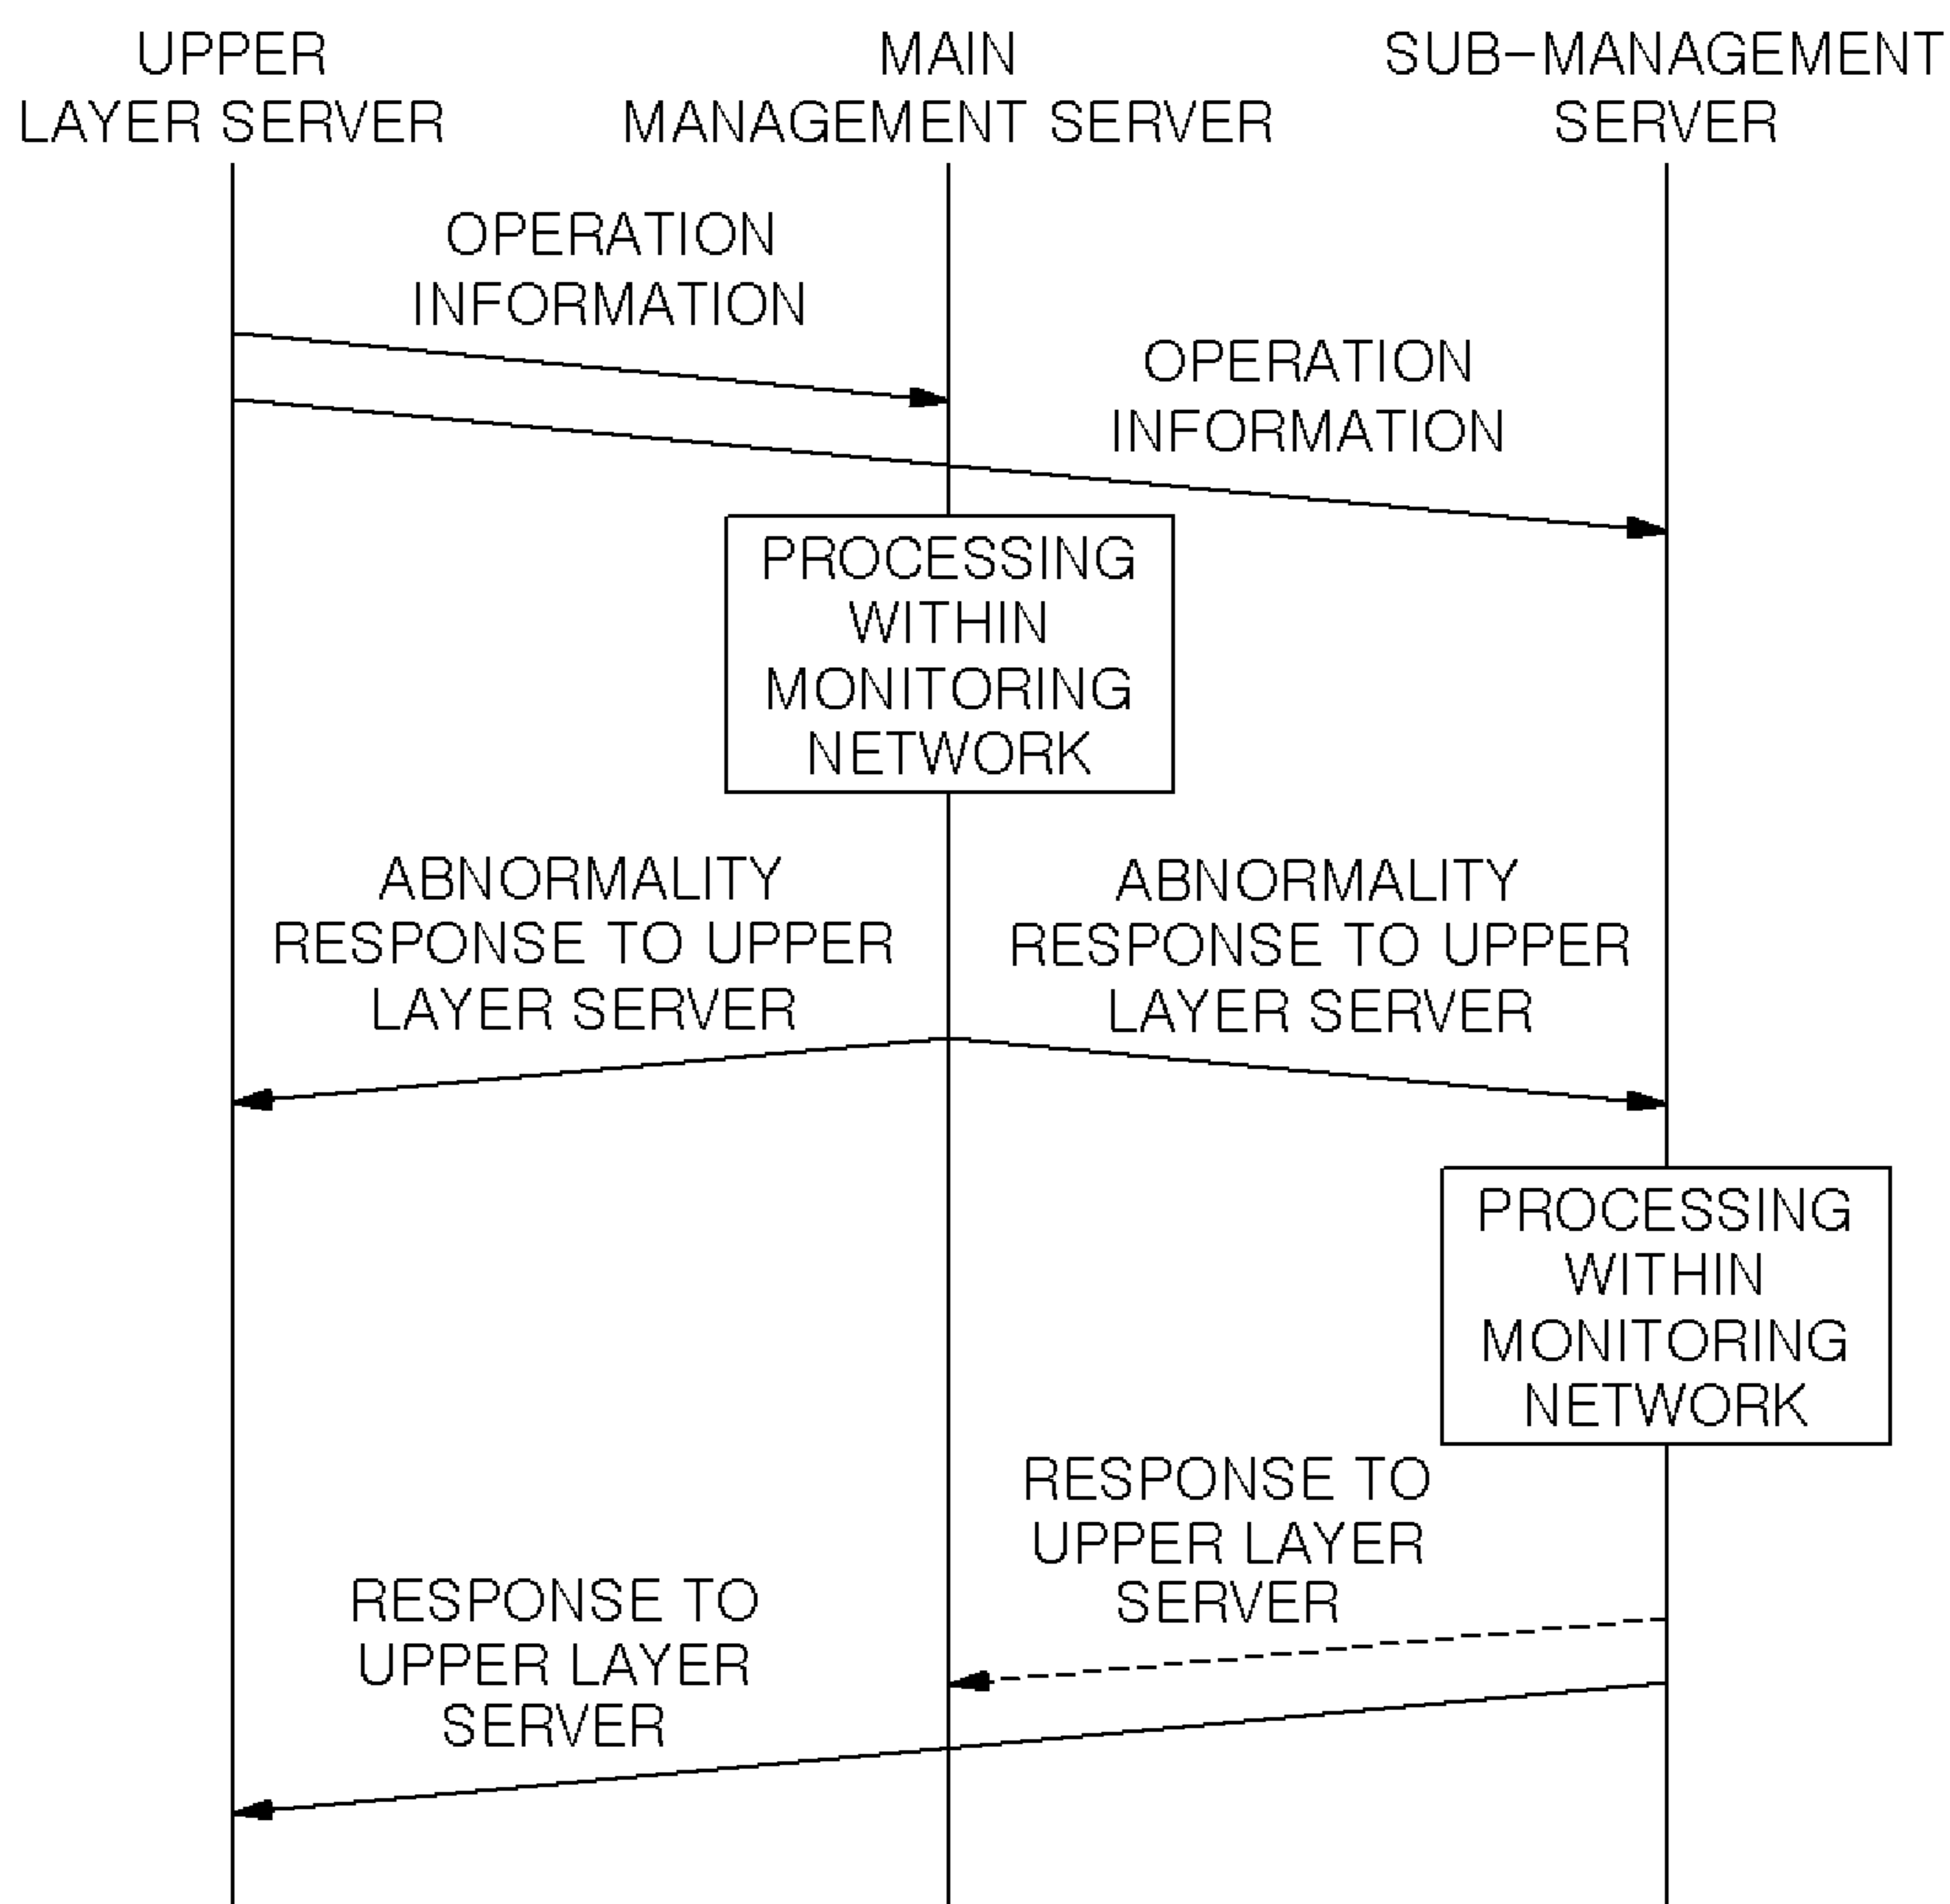 UPPER
LAYER SERVER
MAIN
MANAGEMENT SERVER
SUB-MANAGEMENT
SERVER
OPERATION
INFORMATION
OPERATION
INFORMATION
PROCESSING
WITHIN
MONITORING
NETWORK
ABNORMALITY
RESPONSE TO UPPER
LAYER SERVER
ABNORMALITY
RESPONSE TO UPPER
LAYER SERVER
PROCESSING
WITHIN
MONITORING
NETWORK
RESPONSE TO
UPPER LAYER
SERVER
RESPONSE TO
UPPER LAYER
SERVER